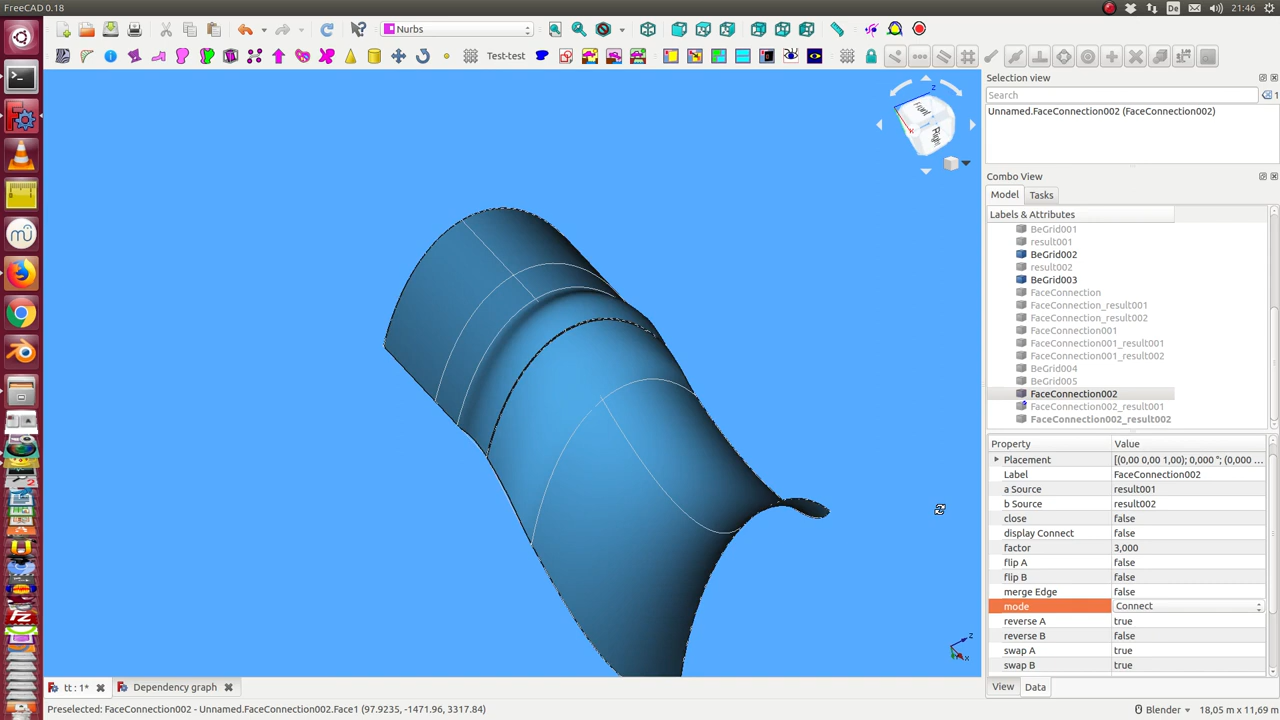 FreeCAD 0.18
De
21:46
Nurbs
Test-test
Front
Right
Z
X
Selection view
Search
1
Unnamed.FaceConnection002 (FaceConnection002)
Combo View
Model
Tasks
Labels & Attributes
BeGrid001
result001
BeGrid002
result002
BeGrid003
FaceConnection
FaceConnection_result001
FaceConnection_result002
FaceConnection001
FaceConnection001_result001
FaceConnection001_result002
BeGrid004
BeGrid005
FaceConnection002
FaceConnection002_result001
FaceConnection002_result002
Property Value
Placement [(0,00 0,00 1,00); 0,000 °; (0,000 ...
Label FaceConnection002
a Source result001
b Source result002
close false
display Connect false
factor 3,000
flip A false
flip B false
merge Edge false
mode Connect
reverse A true
reverse B false
swap A true
swap B true
View Data
Z
X
tt : 1*
Dependency graph
Preselected: FaceConnection002 - Unnamed.FaceConnection002.Face1 (97.9235, -1471.96, 3317.84)
Blender
18,05 m x 11,69 m